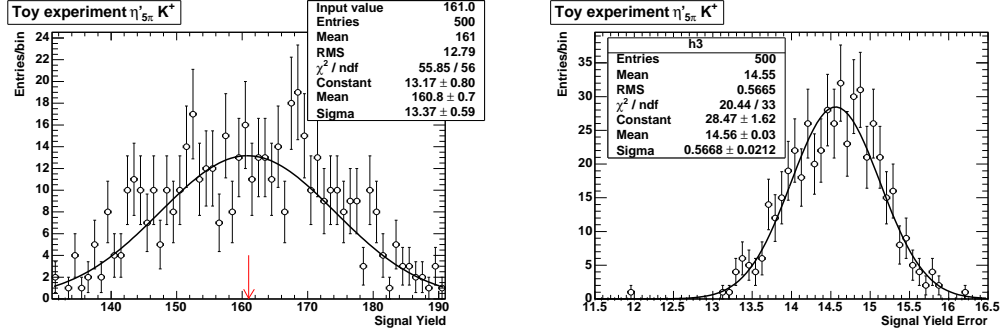 Toy experiment η'5π K+
Input value 161.0
Entries 500
Mean 161
RMS 12.79
χ2 / ndf 55.85 / 56
Constant 13.17 ± 0.80
Mean 160.8 ± 0.7
Sigma 13.37 ± 0.59
Entries/bin
24
22
20
18
16
14
12
10
8
6
4
2
0
140 150 160 170 180 190
Signal Yield
Toy experiment η'5π K+
h3
Entries 500
Mean 14.55
RMS 0.5665
χ2 / ndf 20.44 / 33
Constant 28.47 ± 1.62
Mean 14.56 ± 0.03
Sigma 0.5668 ± 0.0212
Entries/bin
35
30
25
20
15
10
5
0
11.5 12 12.5 13 13.5 14 14.5 15 15.5 16 16.5
Signal Yield Error